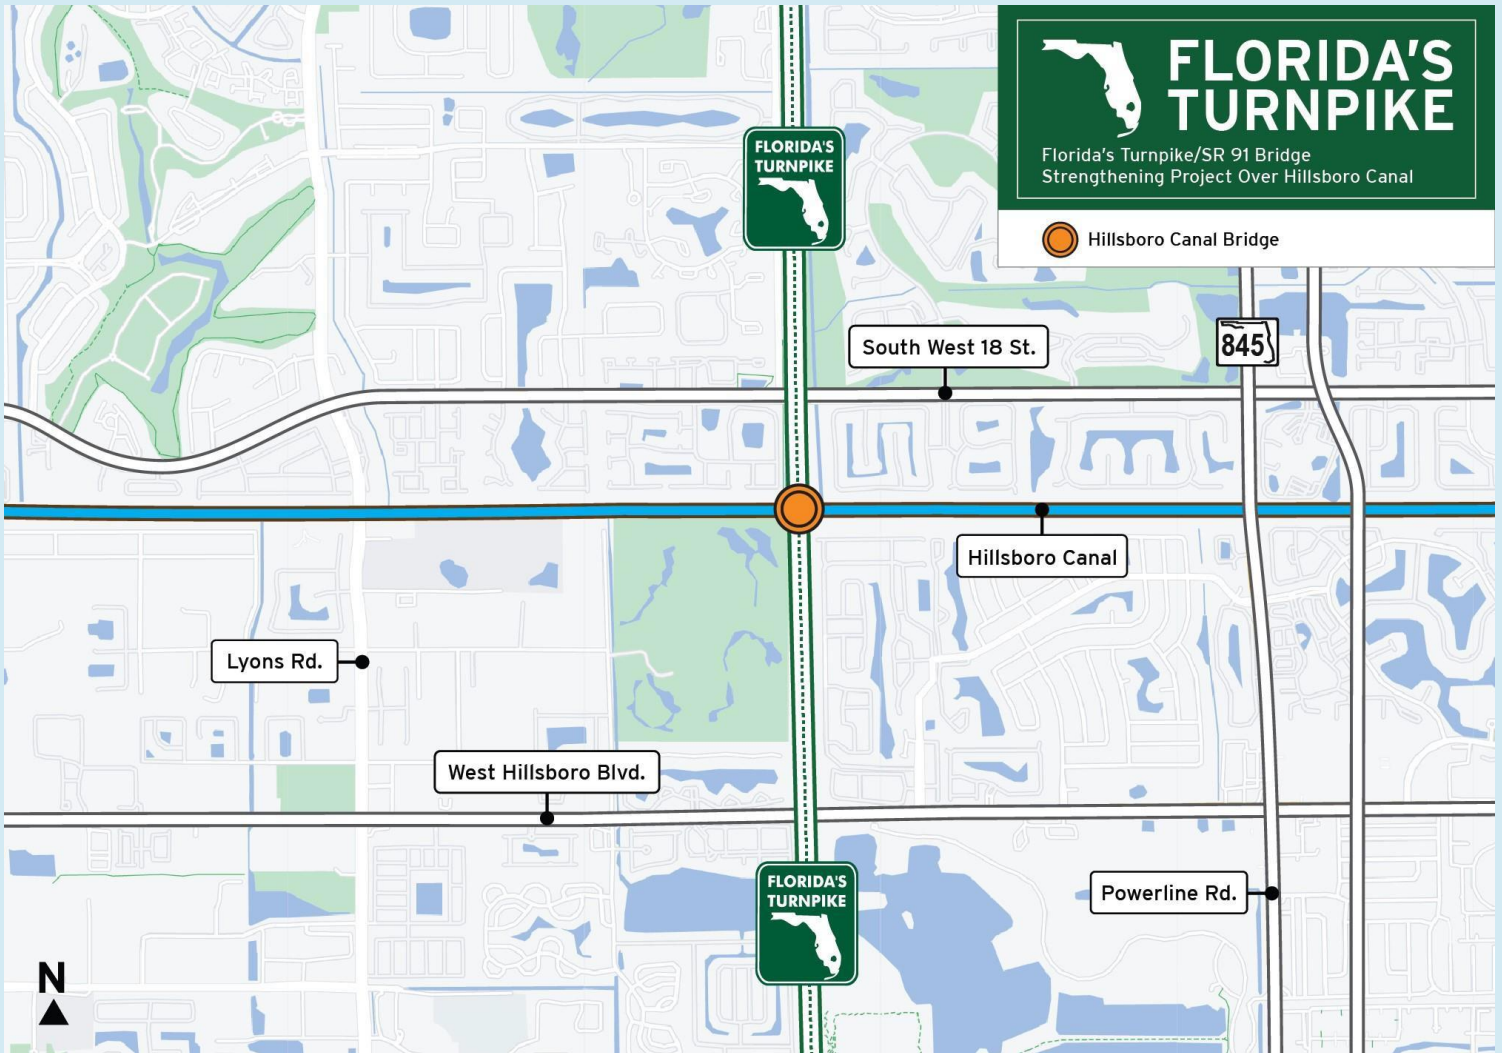 FLORIDA'S
TURNPIKE
Florida's Turnpike/SR 91 Bridge
Strengthening Project Over Hillsboro Canal
Hillsboro Canal Bridge
FLORIDA'S
TURNPIKE
South West 18 St.
845
Hillsboro Canal
Lyons Rd.
West Hillsboro Blvd.
FLORIDA'S
TURNPIKE
Powerline Rd.
N